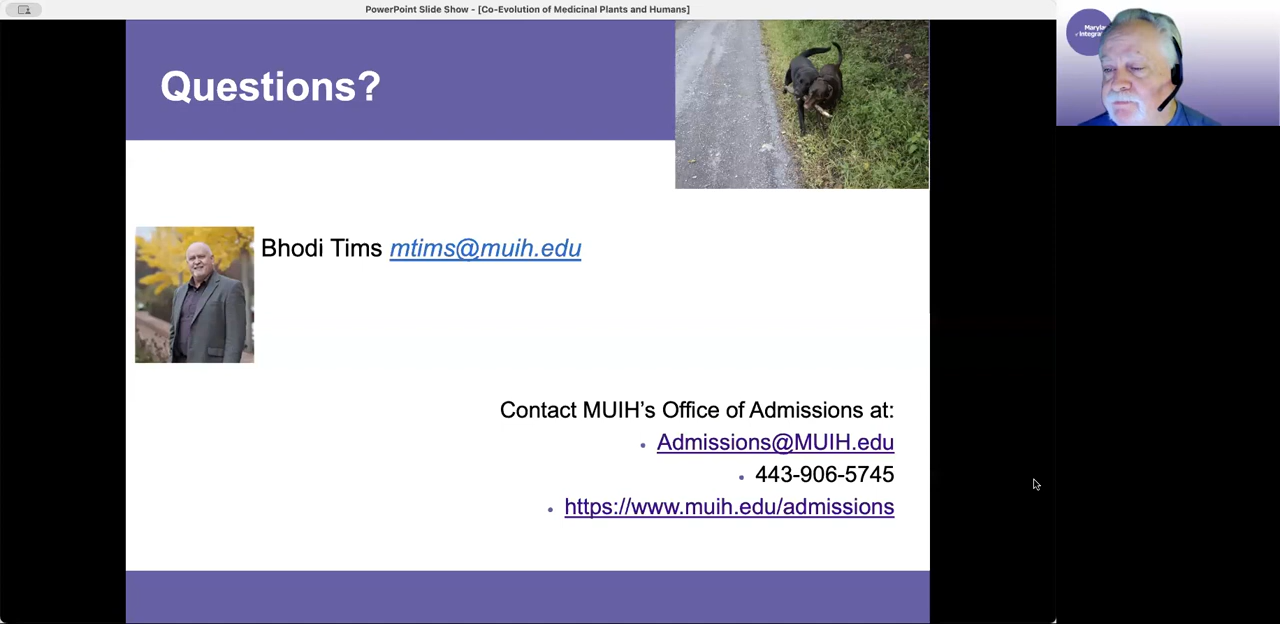 PowerPoint Slide Show - [Co-Evolution of Medicinal Plants and Humans]
Questions?
Bhodi Tims mtims@muih.edu
Contact MUIH’s Office of Admissions at:
• Admissions@MUIH.edu
• 443-906-5745
• https://www.muih.edu/admissions